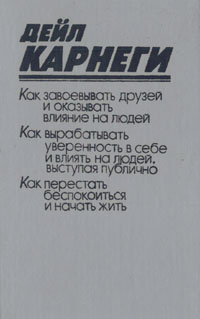 ДЕЙЛ
КАРНЕГИ
Как завоевывать друзей
и оказывать
влияние на людей
Как вырабатывать
уверенность в себе
и влиять на людей,
выступая публично
Как перестать
беспокоиться
и начать жить